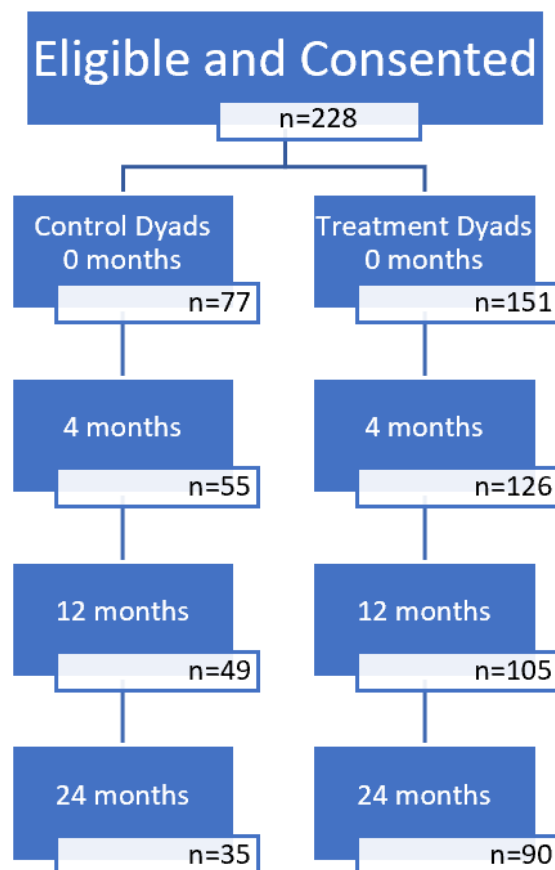 Eligible and Consented
n=228
Control Dyads
0 months
n=77
Treatment Dyads
0 months
n=151
4 months
n=55
4 months
n=126
12 months
n=49
12 months
n=105
24 months
n=35
24 months
n=90